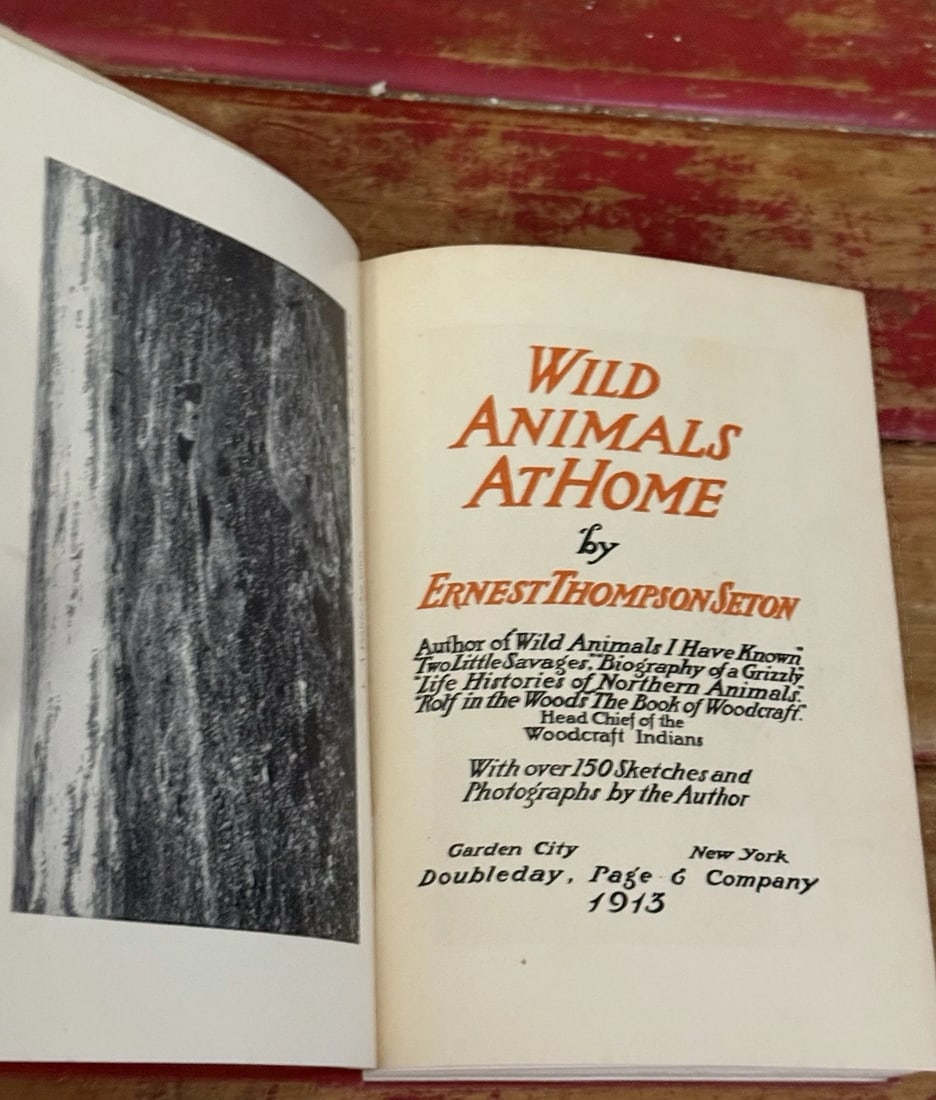 WILD
ANIMALS
AT HOME
by
ERNEST THOMPSON SETON
Author of "Wild Animals I Have Known"
"Two Little Savages," "Biography of a Grizzly"
"Life Histories of Northern Animals,"
"Rolf in the Woods" "The Book of Woodcraft."
Head Chief of the
Woodcraft Indians
With over 150 Sketches and
Photographs by the Author
Garden City New York
Doubleday, Page & Company
1913